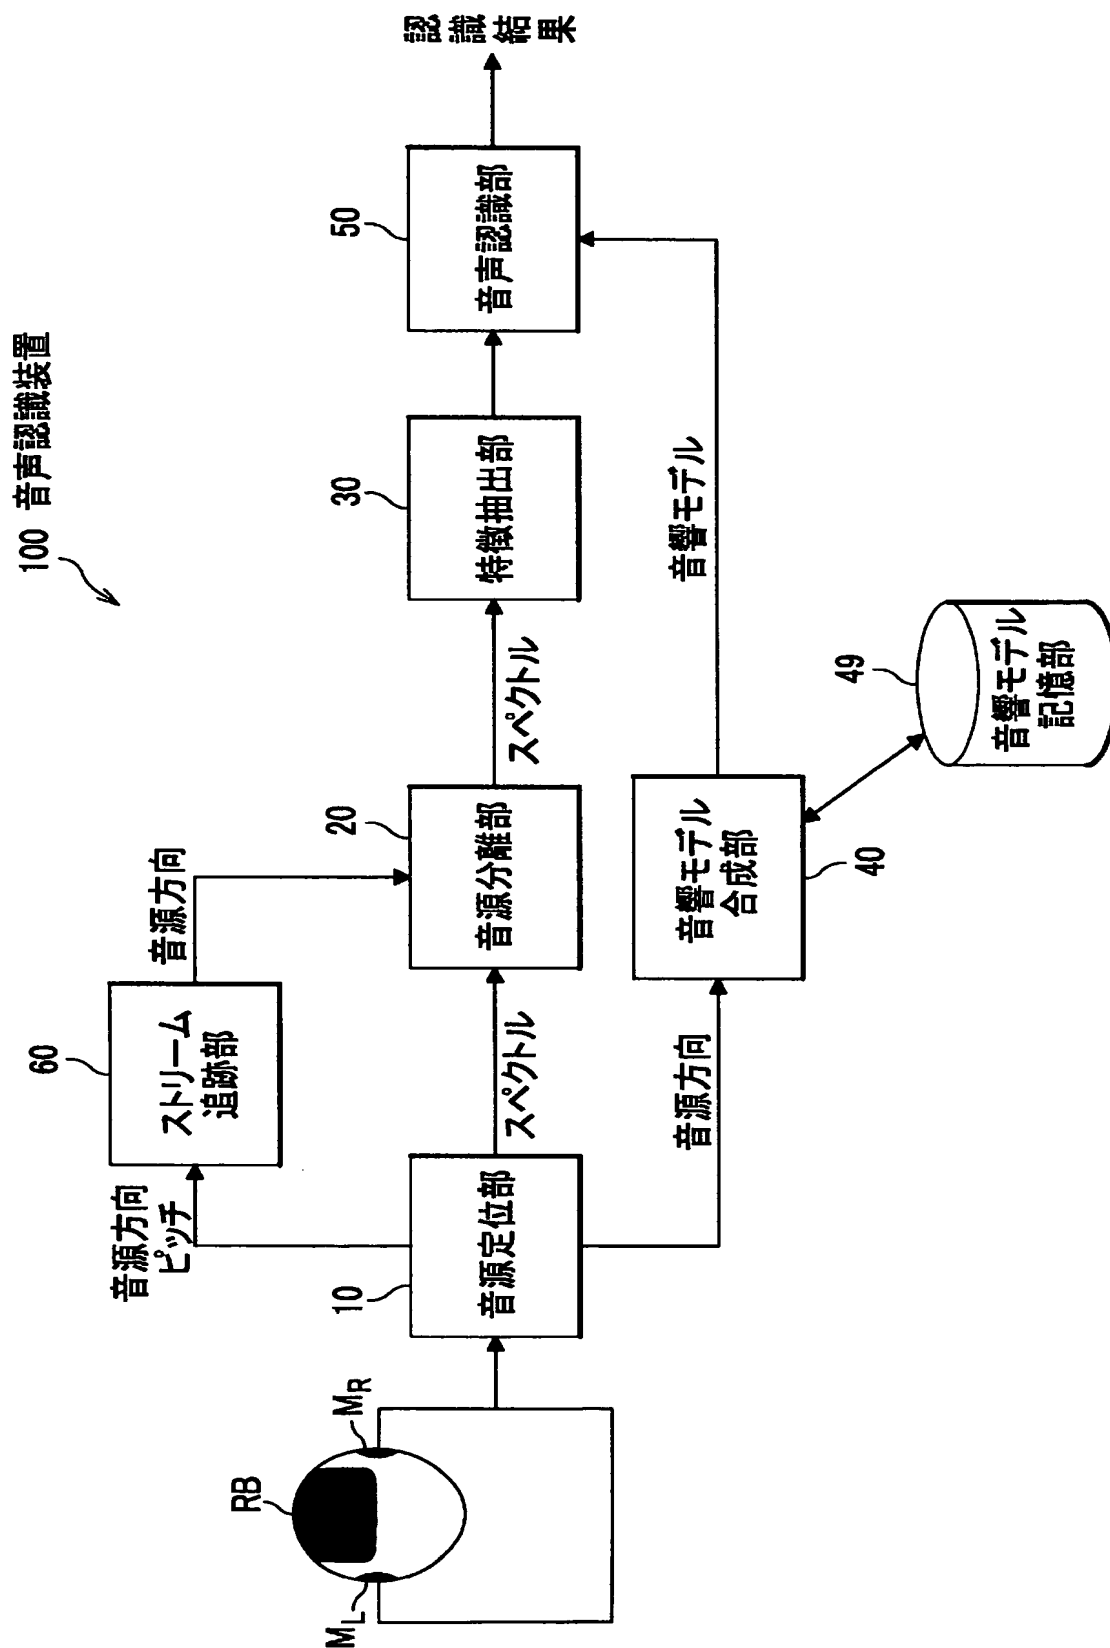 100 音声認識装置
60
ストリーム
追跡部
音源方向
ピッチ
音源方向
RB
M_L
M_R
10
音源定位部
スペクトル
20
音源分離部
スペクトル
30
特徴抽出部
50
音声認識部
認識結果
音源方向
音響モデル
合成部
40
音響モデル
49
音響モデル
記憶部